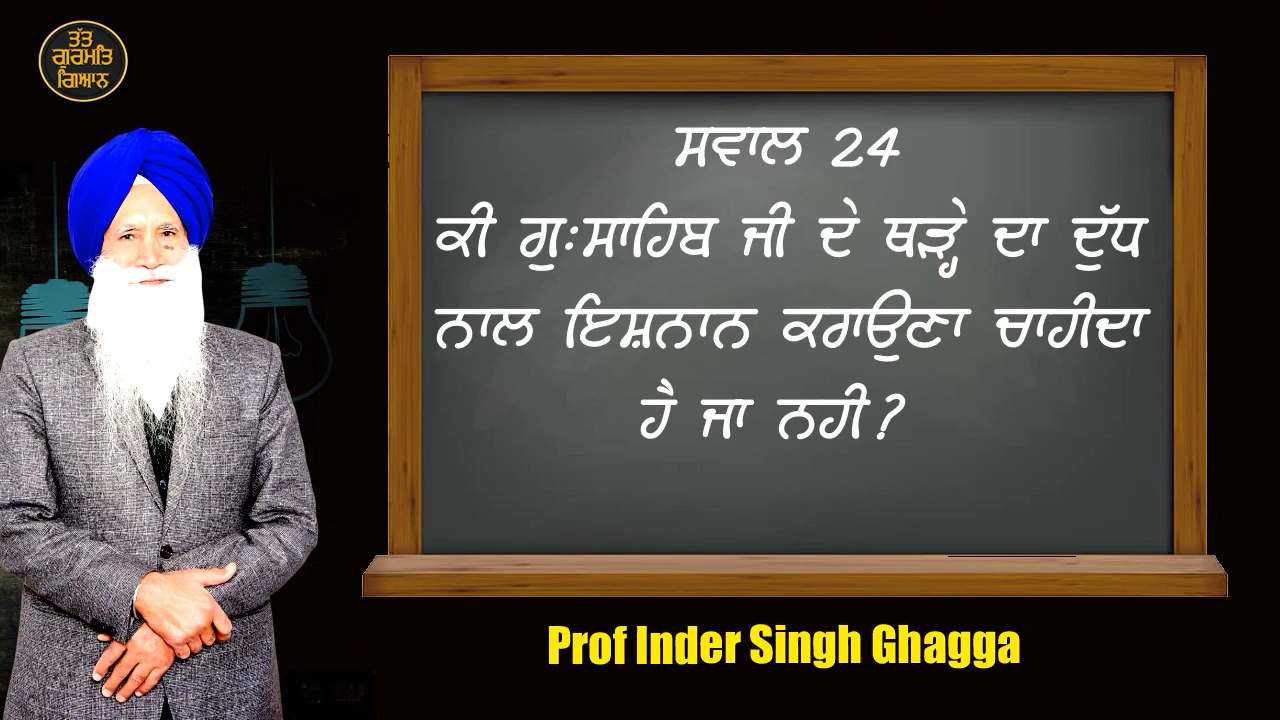 ਤੱਤ
ਗੁਰਮਤਿ
ਗਿਆਨ
ਸਵਾਲ 24
ਕੀ ਗੁਃਸਾਹਿਬ ਜੀ ਦੇ ਥੜ੍ਹੇ ਦਾ ਦੁੱਧ
ਨਾਲ ਇਸ਼ਨਾਨ ਕਰਾਉਣਾ ਚਾਹੀਦਾ
ਹੈ ਜਾ ਨਹੀ?
Prof Inder Singh Ghagga